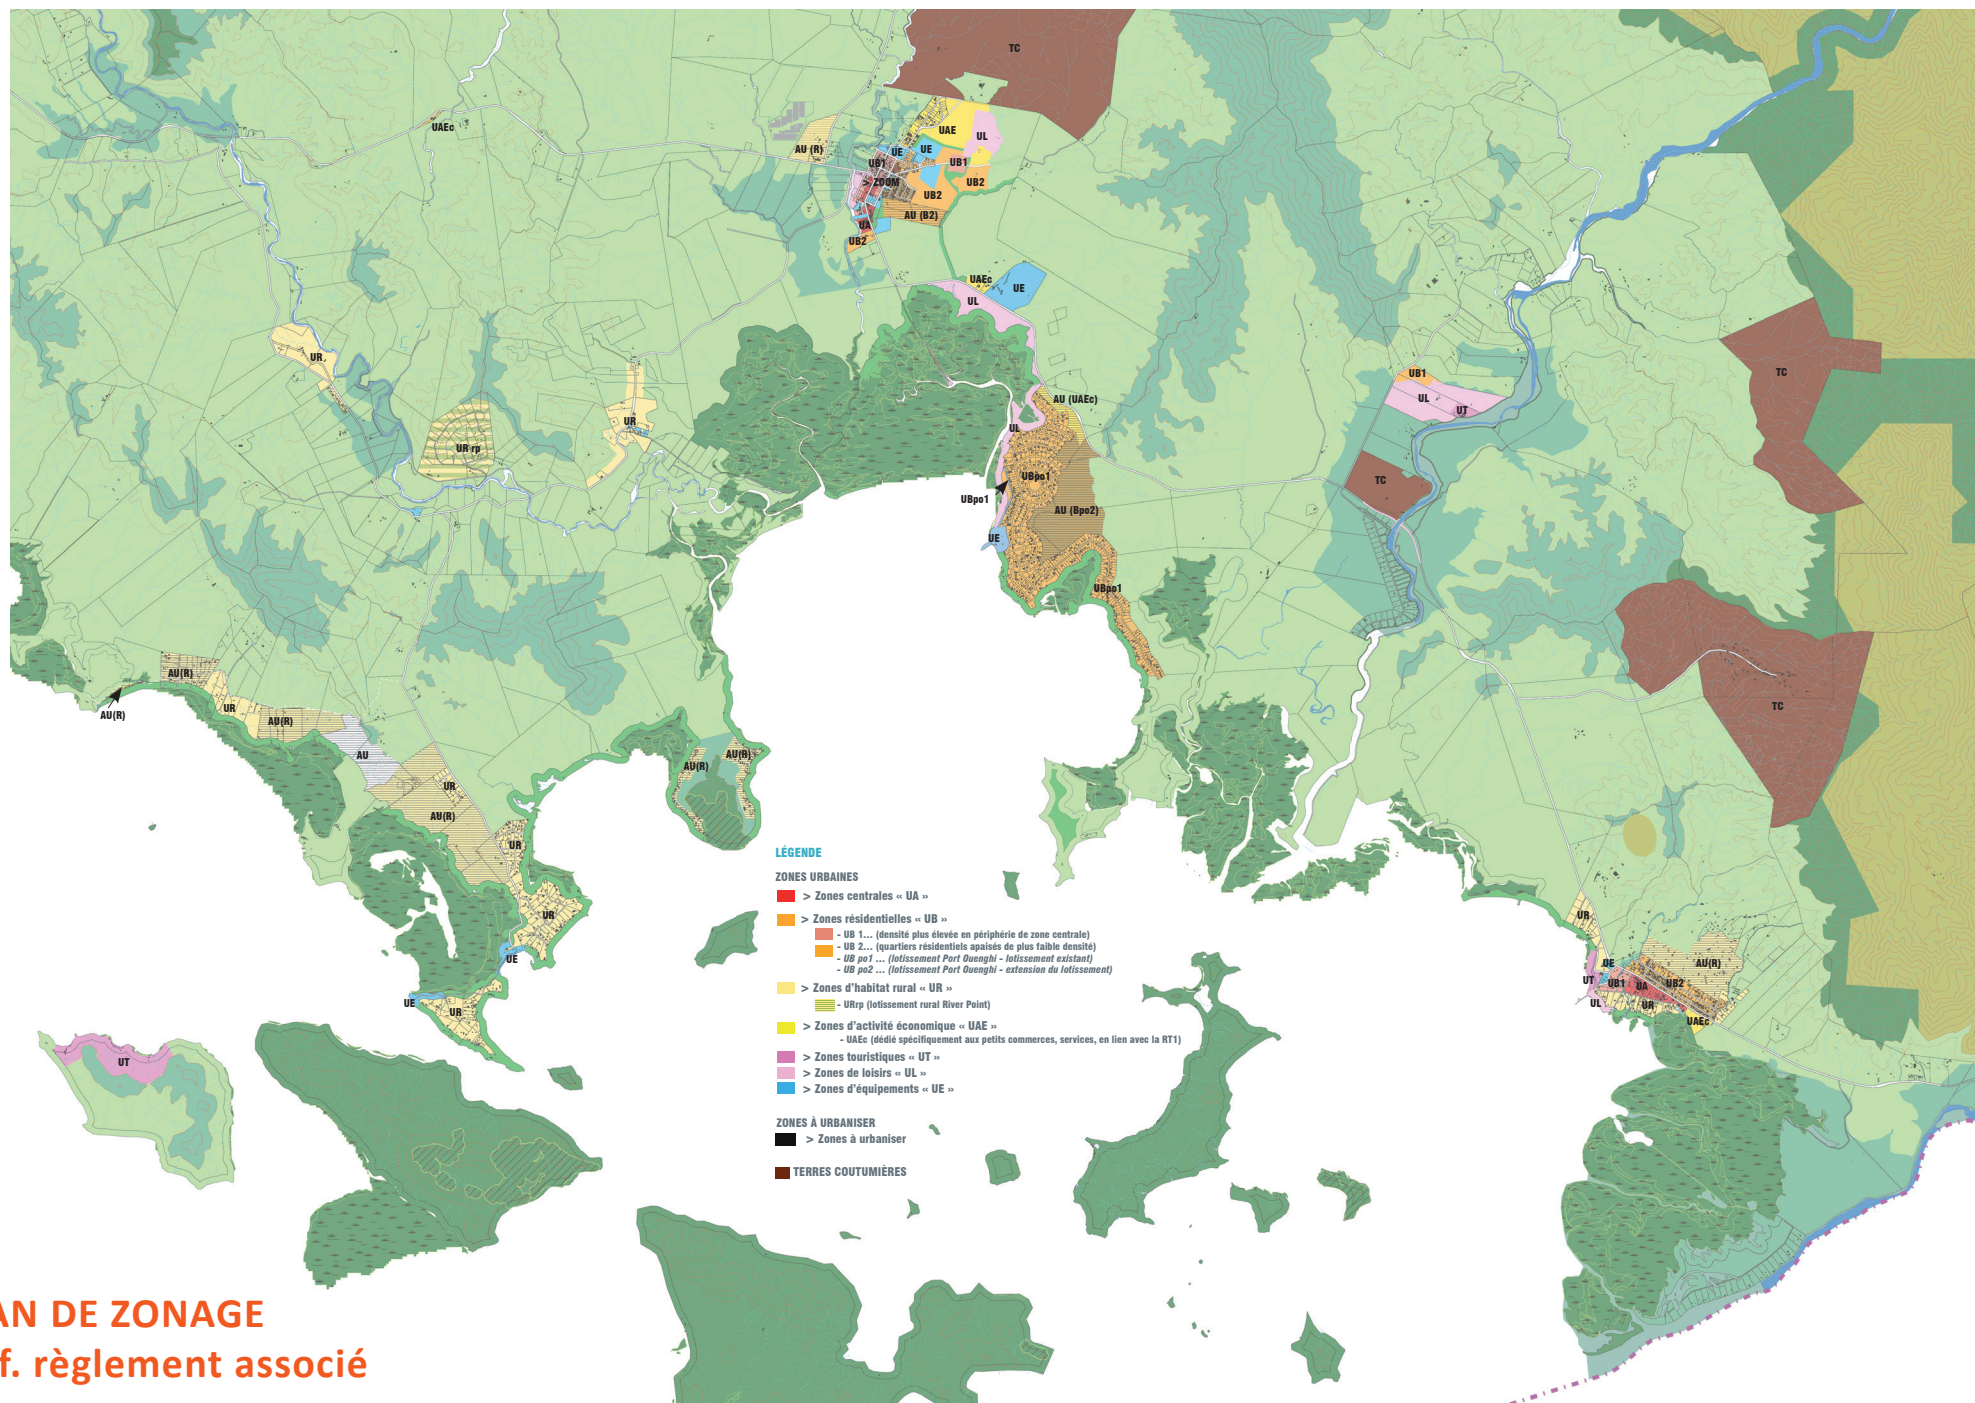 TC
UAEc
UAE
UL
AU (R)
UE
UE
UB1
UB1
> ZOOM
UB2
UB2
AU (B2)
UA
UB2
UAEc
UE
UL
UR
UB1
TC
AU (UAEc)
UL
UT
UR
UL
UR rp
UBpo1
TC
UBpo1
AU (Bpo2)
UE
UBpo1
AU(R)
UR
AU(R)
AU(R)
TC
AU
AU(R)
AU(R)
UR
AU(R)
UR
UR
UR
UE
UE
UR
UT
AU(R)
UE
UT
UB1
UA
UB2
UL
UR
UAEc
LÉGENDE
ZONES URBAINES
> Zones centrales « UA »
> Zones résidentielles « UB »
- UB 1... (densité plus élevée en périphérie de zone centrale)
- UB 2... (quartiers résidentiels apaisés de plus faible densité)
- UB po1 ... (lotissement Port Ouenghi - lotissement existant)
- UB po2 ... (lotissement Port Ouenghi - extension du lotissement)
> Zones d'habitat rural « UR »
- URrp (lotissement rural River Point)
> Zones d'activité économique « UAE »
- UAEc (dédié spécifiquement aux petits commerces, services, en lien avec la RT1)
> Zones touristiques « UT »
> Zones de loisirs « UL »
> Zones d'équipements « UE »
ZONES À URBANISER
> Zones à urbaniser
TERRES COUTUMIÈRES
AN DE ZONAGE
f. règlement associé